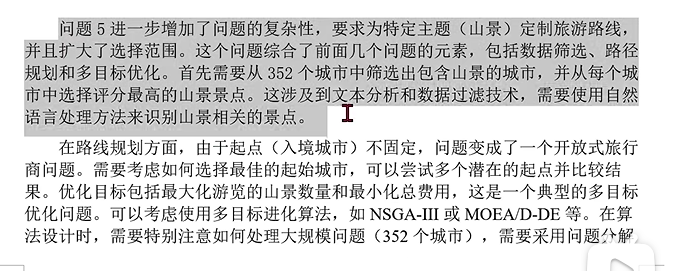 问题 5 进一步增加了问题的复杂性，要求为特定主题（山景）定制旅游路线，
并且扩大了选择范围。这个问题综合了前面几个问题的元素，包括数据筛选、路径
规划和多目标优化。首先需要从 352 个城市中筛选出包含山景的城市，并从每个城
市中选择评分最高的山景景点。这涉及到文本分析和数据过滤技术，需要使用自然
语言处理方法来识别山景相关的景点。
在路线规划方面，由于起点（入境城市）不固定，问题变成了一个开放式旅行
商问题。需要考虑如何选择最佳的起始城市，可以尝试多个潜在的起点并比较结
果。优化目标包括最大化游览的山景数量和最小化总费用，这是一个典型的多目标
优化问题。可以考虑使用多目标进化算法，如 NSGA-III 或 MOEA/D-DE 等。在算
法设计时，需要特别注意如何处理大规模问题（352 个城市），需要采用问题分解